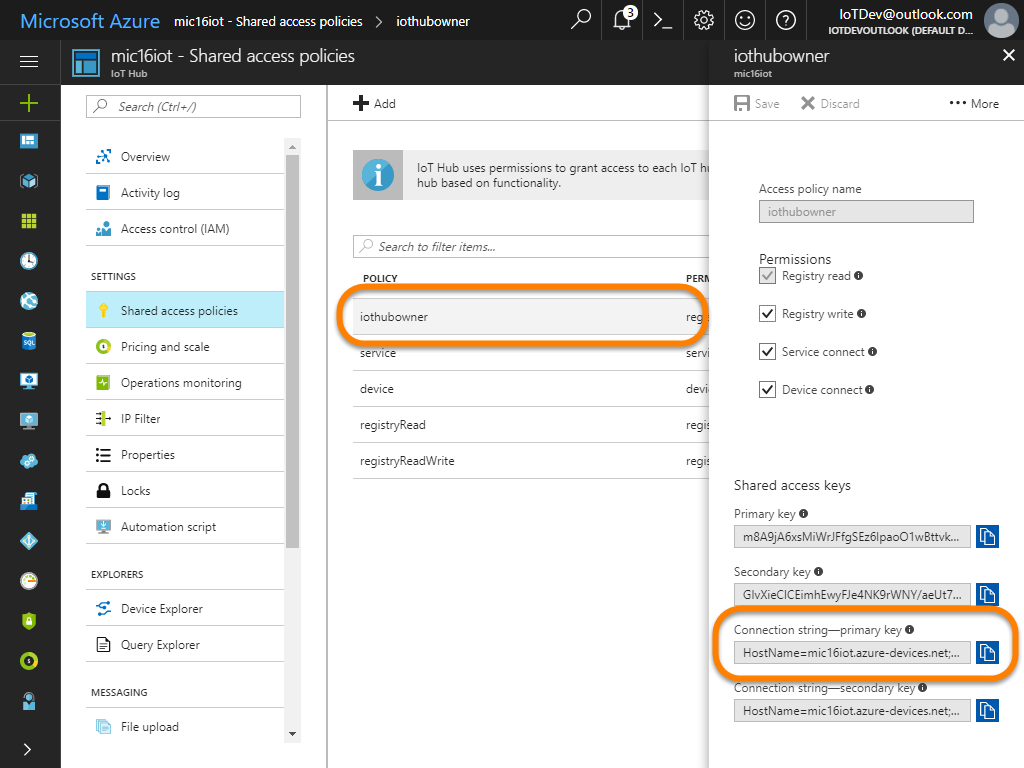 Microsoft Azure mic16iot - Shared access policies > iothubowner
3
IoTDev@outlook.com
IOTDEVOUTLOOK (DEFAULT D...
mic16iot - Shared access policies
IoT Hub
Search (Ctrl+/)
Overview
Activity log
Access control (IAM)
SETTINGS
Shared access policies
Pricing and scale
Operations monitoring
IP Filter
Properties
Locks
Automation script
EXPLORERS
Device Explorer
Query Explorer
MESSAGING
File upload
Add
IoT Hub uses permissions to grant access to each IoT hu
hub based on functionality.
Search to filter items...
POLICY PERM
iothubowner regis
service servi
device devic
registryRead regis
registryReadWrite regis
iothubowner
mic16iot
Save Discard More
Access policy name
iothubowner
Permissions
Registry read
Registry write
Service connect
Device connect
Shared access keys
Primary key
m8A9jA6xsMiWrJFfgSEz6IpaoO1wBttvk...
Secondary key
GlvXieCICEimhEwyFJe4NK9rWNY/aeUt7...
Connection string—primary key
HostName=mic16iot.azure-devices.net;...
Connection string—secondary key
HostName=mic16iot.azure-devices.net;...